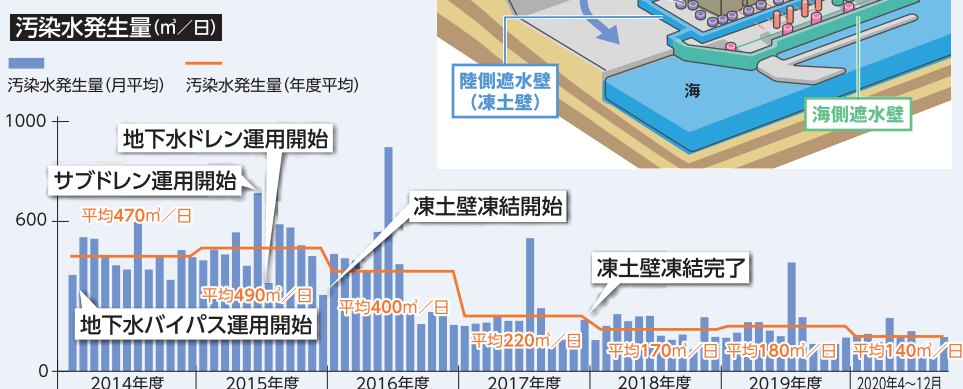 汚染水発生量(㎥/日)
汚染水発生量(月平均)
汚染水発生量(年度平均)
陸側遮水壁
(凍土壁)
海
海側遮水壁
1000
600
0
地下水ドレン運用開始
サブドレン運用開始
平均470㎥/日
凍土壁凍結開始
凍土壁凍結完了
平均490㎥/日
平均400㎥/日
地下水バイパス運用開始
平均220㎥/日
平均170㎥/日
平均180㎥/日
平均140㎥/日
2014年度
2015年度
2016年度
2017年度
2018年度
2019年度
2020年4〜12月